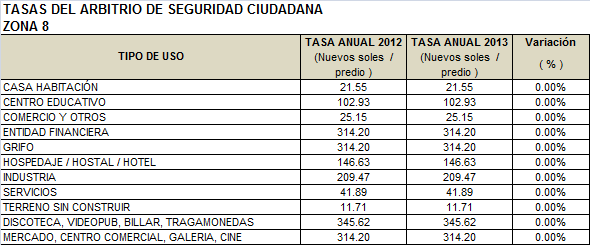 TASAS DEL ARBITRIO DE SEGURIDAD CIUDADANA
ZONA 8
TIPO DE USO TASA ANUAL 2012 TASA ANUAL 2013 Variación
(Nuevos soles / (Nuevos soles / ( % )
predio ) predio )
CASA HABITACIÓN 21.55 21.55 0.00%
CENTRO EDUCATIVO 102.93 102.93 0.00%
COMERCIO Y OTROS 25.15 25.15 0.00%
ENTIDAD FINANCIERA 314.20 314.20 0.00%
GRIFO 314.20 314.20 0.00%
HOSPEDAJE / HOSTAL / HOTEL 146.63 146.63 0.00%
INDUSTRIA 209.47 209.47 0.00%
SERVICIOS 41.89 41.89 0.00%
TERRENO SIN CONSTRUIR 11.71 11.71 0.00%
DISCOTECA, VIDEOPUB, BILLAR, TRAGAMONEDAS 345.62 345.62 0.00%
MERCADO, CENTRO COMERCIAL, GALERIA, CINE 314.20 314.20 0.00%